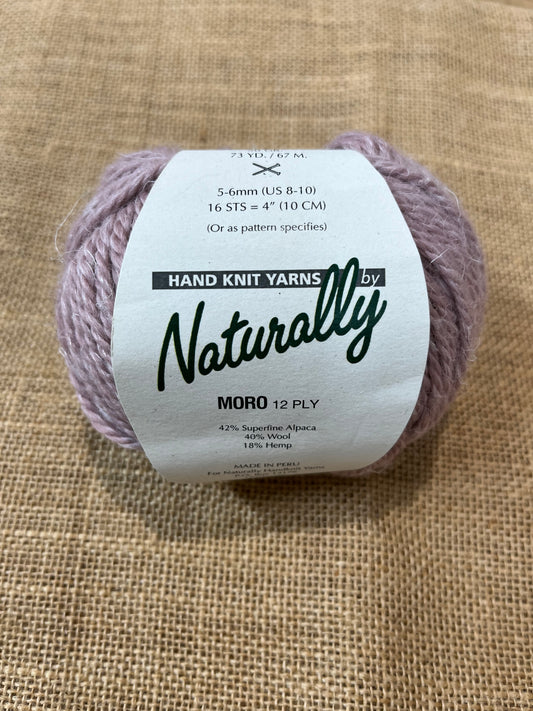 73 YD. / 67 M.
5-6mm (US 8-10)
16 STS = 4" (10 CM)
(Or as pattern specifies)
HAND KNIT YARNS by
Naturally
MORO 12 PLY
42% Superfine Alpaca
40% Wool
18% Hemp
MADE IN PERU
For Naturally Handknit Yarns